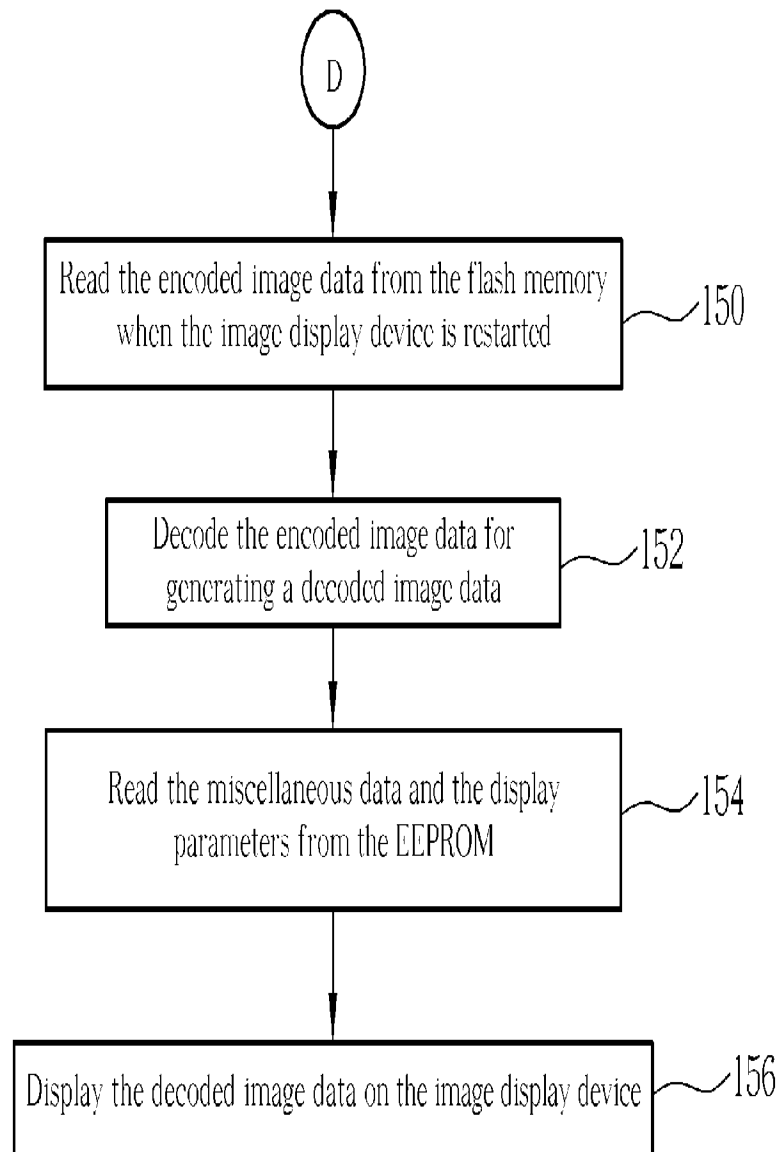 D
Read the encoded image data from the flash memory
when the image display device is restarted
150
Decode the encoded image data for
generating a decoded image data
152
Read the miscellaneous data and the display
parameters from the EEPROM
154
Display the decoded image data on the image display device
156